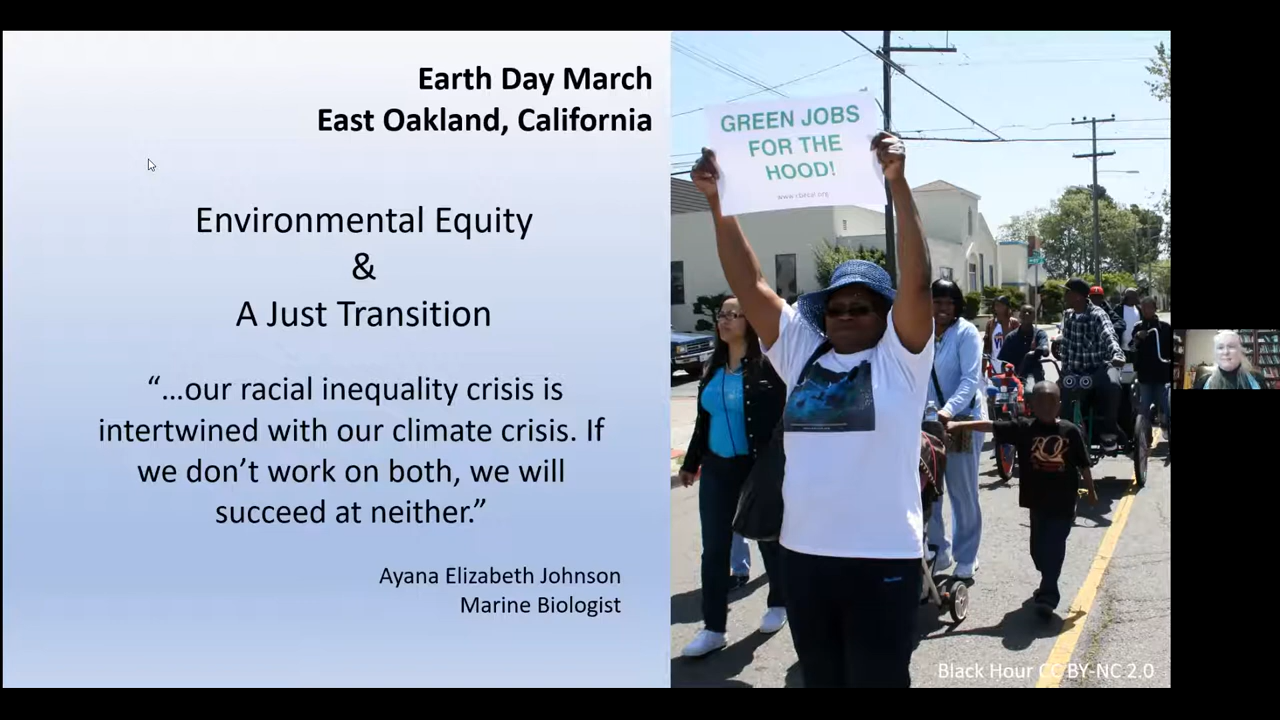 Earth Day March
East Oakland, California
Environmental Equity
&
A Just Transition
“...our racial inequality crisis is
intertwined with our climate crisis. If
we don’t work on both, we will
succeed at neither.”
Ayana Elizabeth Johnson
Marine Biologist
GREEN JOBS
FOR THE
HOOD!
Black Hour CC BY-NC 2.0